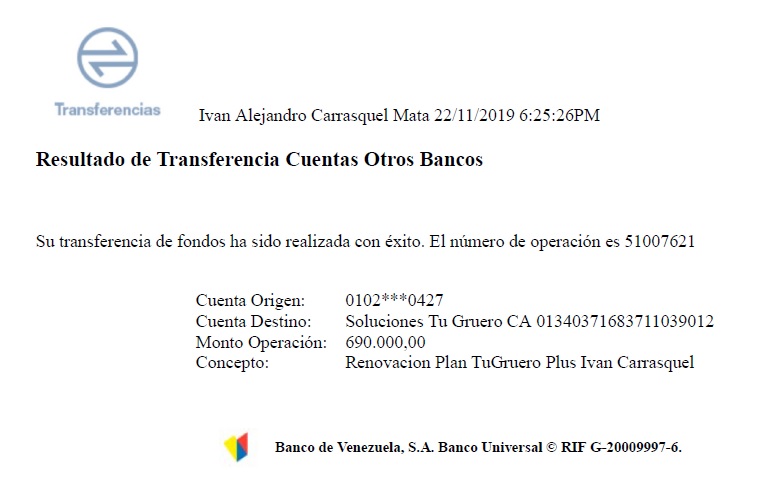 Transferencias
Ivan Alejandro Carrasquel Mata 22/11/2019 6:25:26PM
Resultado de Transferencia Cuentas Otros Bancos
Su transferencia de fondos ha sido realizada con éxito. El número de operación es 51007621
Cuenta Origen: 0102***0427
Cuenta Destino: Soluciones Tu Gruero CA 01340371683711039012
Monto Operación: 690.000,00
Concepto: Renovacion Plan TuGruero Plus Ivan Carrasquel
Banco de Venezuela, S.A. Banco Universal © RIF G-20009997-6.